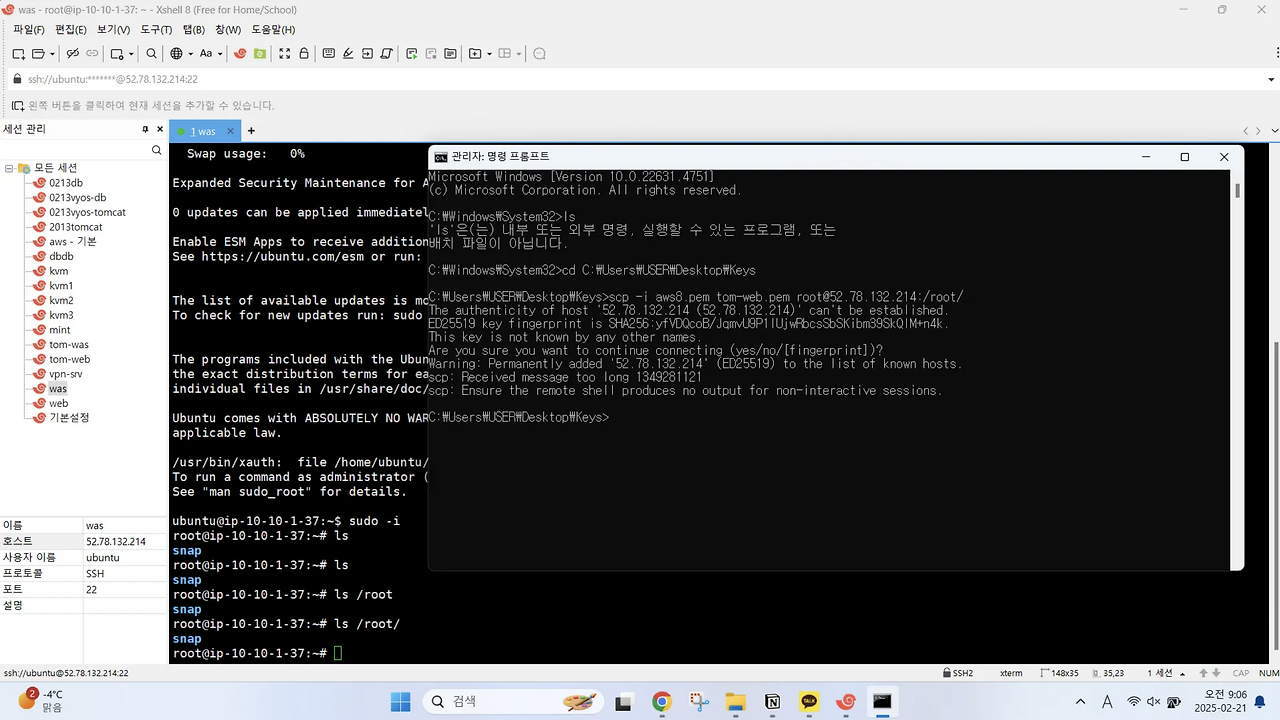 was - root@ip-10-10-1-37: ~ - Xshell 8 (Free for Home/School)
파일(F) 편집(E) 보기(V) 도구(T) 탭(B) 창(W) 도움말(H)
ssh://ubuntu:*******@52.78.132.214:22
왼쪽 버튼을 클릭하여 현재 세션을 추가할 수 있습니다.
세션 관리
모든 세션
0213db
0213vyos-db
0213vyos-tomcat
2013tomcat
aws - 기본
dbdb
kvm
kvm1
kvm2
kvm3
mint
tom-was
tom-web
vpn-srv
was
web
기본설정
이름 was
호스트 52.78.132.214
사용자 이름 ubuntu
프로토콜 SSH
포트 22
설명
1 was
Swap usage: 0%
Expanded Security Maintenance for A
0 updates can be applied immediatel
Enable ESM Apps to receive addition
See https://ubuntu.com/esm or run:
The list of available updates is mo
To check for new updates run: sudo
The programs included with the Ubun
the exact distribution terms for ea
individual files in /usr/share/doc/
Ubuntu comes with ABSOLUTELY NO WAR
applicable law.
/usr/bin/xauth:  file /home/ubuntu/
To run a command as administrator (
See "man sudo_root" for details.
ubuntu@ip-10-10-1-37:~$ sudo -i
root@ip-10-10-1-37:~# ls
snap
root@ip-10-10-1-37:~# ls
snap
root@ip-10-10-1-37:~# ls /root
snap
root@ip-10-10-1-37:~# ls /root/
snap
root@ip-10-10-1-37:~#
관리자: 명령 프롬프트
Microsoft Windows [Version 10.0.22631.4751]
(c) Microsoft Corporation. All rights reserved.
C:₩Windows₩System32>ls
'ls'은(는) 내부 또는 외부 명령, 실행할 수 있는 프로그램, 또는
배치 파일이 아닙니다.
C:₩Windows₩System32>cd C:₩Users₩USER₩Desktop₩Keys
C:₩Users₩USER₩Desktop₩Keys>scp -i aws8.pem tom-web.pem root@52.78.132.214:/root/
The authenticity of host '52.78.132.214 (52.78.132.214)' can't be established.
ED25519 key fingerprint is SHA256:yfVDQcoB/JqmvU9P1IUjwRbcsSbSKibm39SkQIM+n4k.
This key is not known by any other names.
Are you sure you want to continue connecting (yes/no/[fingerprint])?
Warning: Permanently added '52.78.132.214' (ED25519) to the list of known hosts.
scp: Received message too long 1349281121
scp: Ensure the remote shell produces no output for non-interactive sessions.
C:₩Users₩USER₩Desktop₩Keys>
ssh://ubuntu@52.78.132.214:22 SSH2 xterm 148x35 35,23 1 세션 CAP NUM
2
-4°C
맑음
검색
TALK
A
오전 9:06
2025-02-21